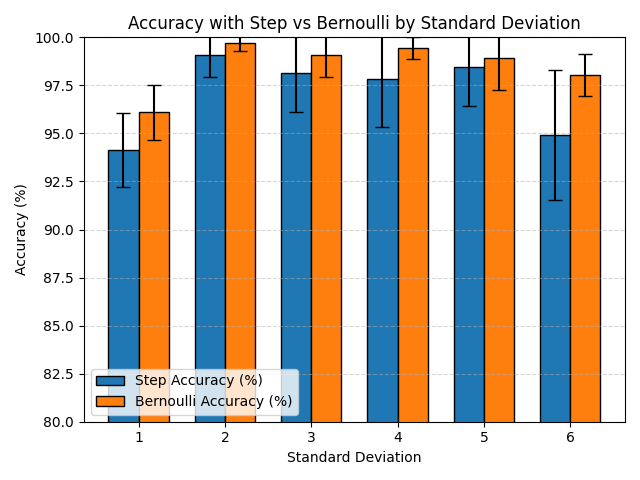 Accuracy with Step vs Bernoulli by Standard Deviation
100.0
97.5
95.0
92.5
90.0
87.5
85.0
82.5
80.0
Accuracy (%)
Step Accuracy (%)
Bernoulli Accuracy (%)
1 2 3 4 5 6
Standard Deviation